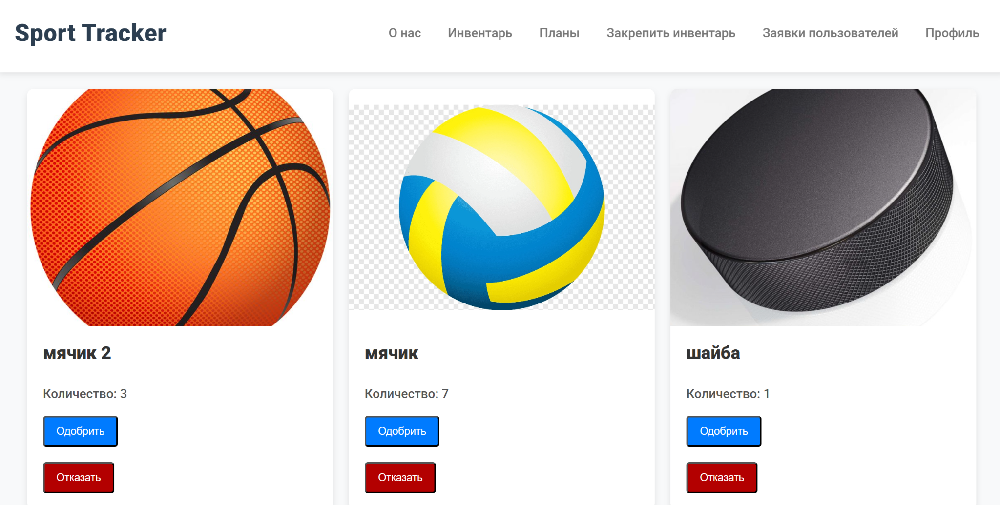 Sport Tracker
О нас Инвентарь Планы Закрепить инвентарь Заявки пользователей Профиль
мячик 2
Количество: 3
Одобрить
Отказать
мячик
Количество: 7
Одобрить
Отказать
шайба
Количество: 1
Одобрить
Отказать